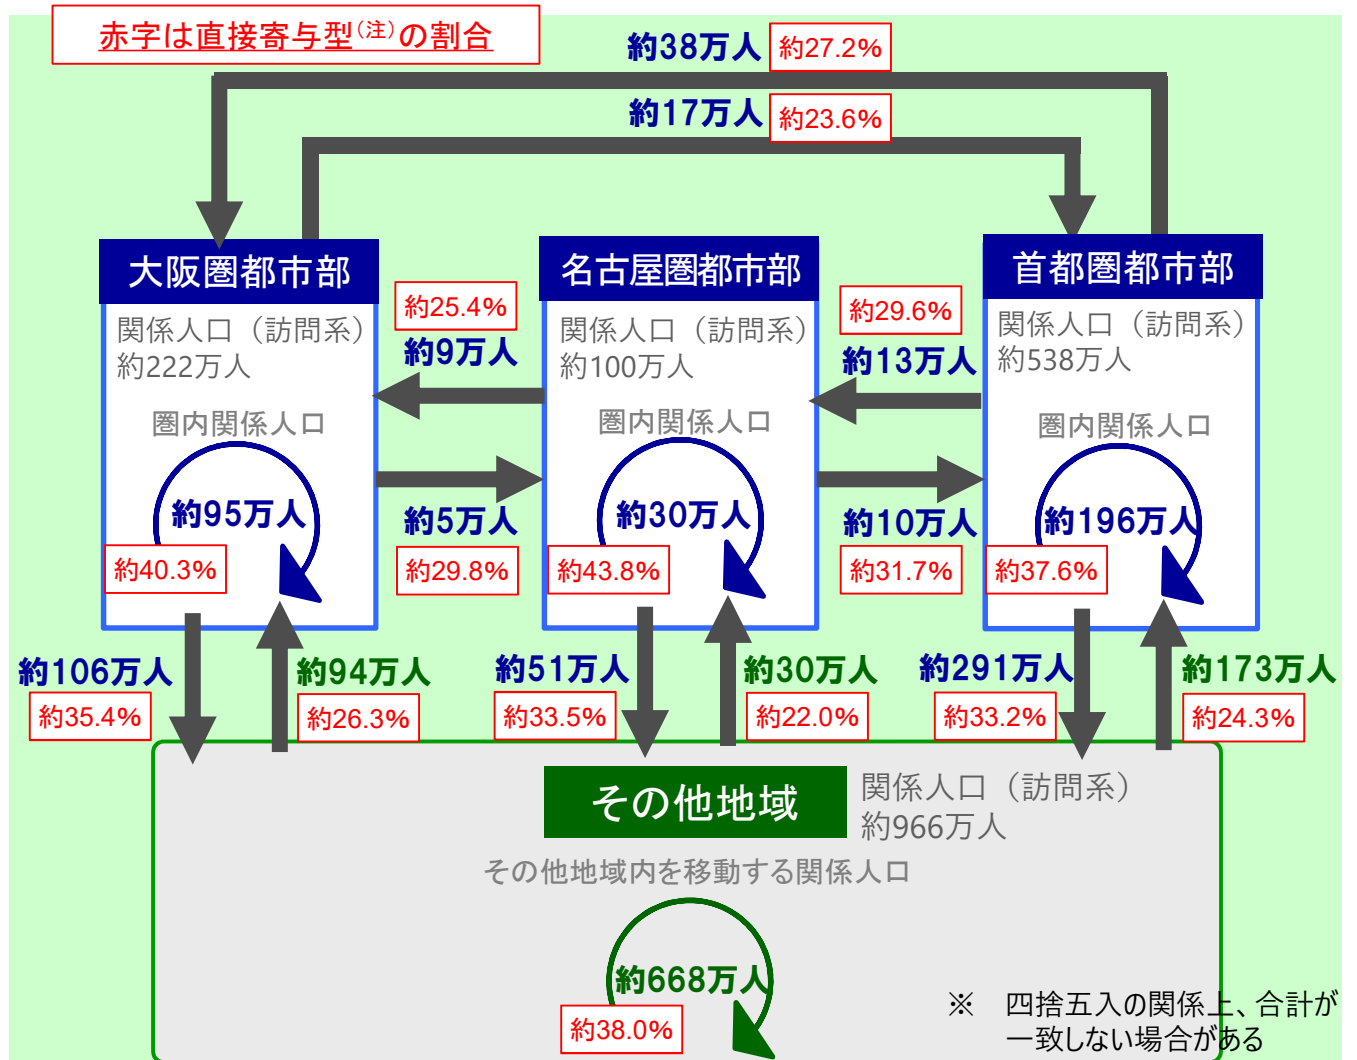 赤字は直接寄与型(注)の割合
約38万人 約27.2%
約17万人 約23.6%
大阪圏都市部
関係人口（訪問系）
約222万人
圏内関係人口
約95万人
約40.3%
約25.4%
約9万人
約5万人
約29.8%
名古屋圏都市部
関係人口（訪問系）
約100万人
圏内関係人口
約30万人
約43.8%
約29.6%
約13万人
約10万人
約31.7%
首都圏都市部
関係人口（訪問系）
約538万人
圏内関係人口
約196万人
約37.6%
約106万人
約35.4%
約94万人
約26.3%
約51万人
約33.5%
約30万人
約22.0%
約291万人
約33.2%
約173万人
約24.3%
その他地域
関係人口（訪問系）
約966万人
その他地域内を移動する関係人口
約668万人
約38.0%
※　四捨五入の関係上、合計が
一致しない場合がある